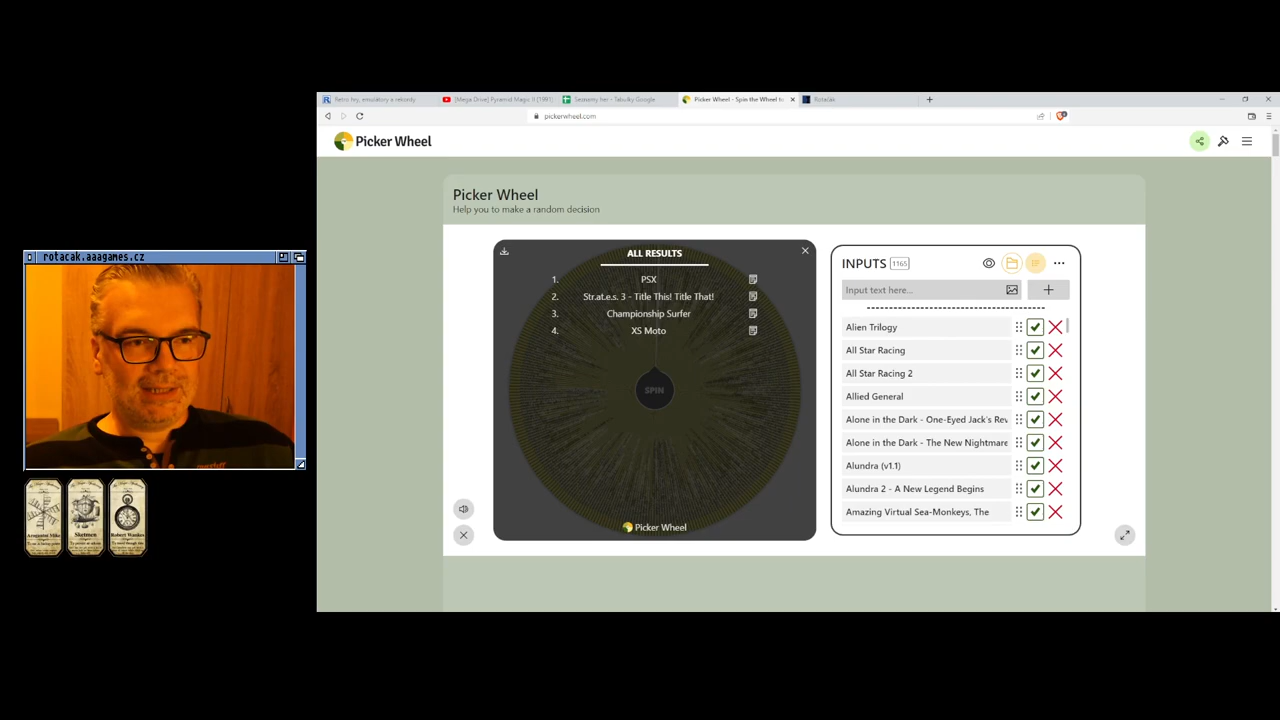 Retro hry, emulátory a rekordy
[Mega Drive] Pyramid Magic II (1991)
Seznamy her - Tabulky Google
Picker Wheel - Spin the Wheel to
Rotačák
pickerwheel.com
Picker Wheel
Picker Wheel
Help you to make a random decision
ALL RESULTS
1. PSX
2. Str.at.e.s. 3 - Title This! Title That!
3. Championship Surfer
4. XS Moto
SPIN
Picker Wheel
INPUTS 1165
Input text here...
Alien Trilogy
All Star Racing
All Star Racing 2
Allied General
Alone in the Dark - One-Eyed Jack's Rev
Alone in the Dark - The New Nightmare
Alundra (v1.1)
Alundra 2 - A New Legend Begins
Amazing Virtual Sea-Monkeys, The
rotacak.aaagames.cz
Sketmen
Robert Wankes